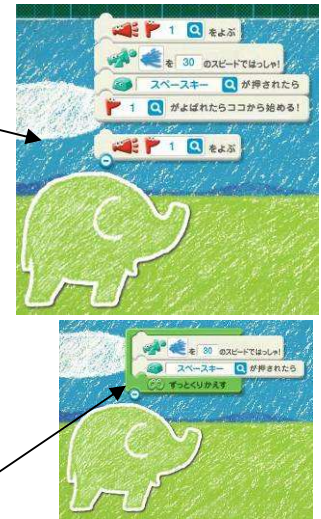 1 をよぶ
を 30 のスピードではっしゃ!
スペースキー が押されたら
1 がよばれたらココから始める!
1 をよぶ
を 30 のスピードではっしゃ!
スペースキー が押されたら
ずっとくりかえす